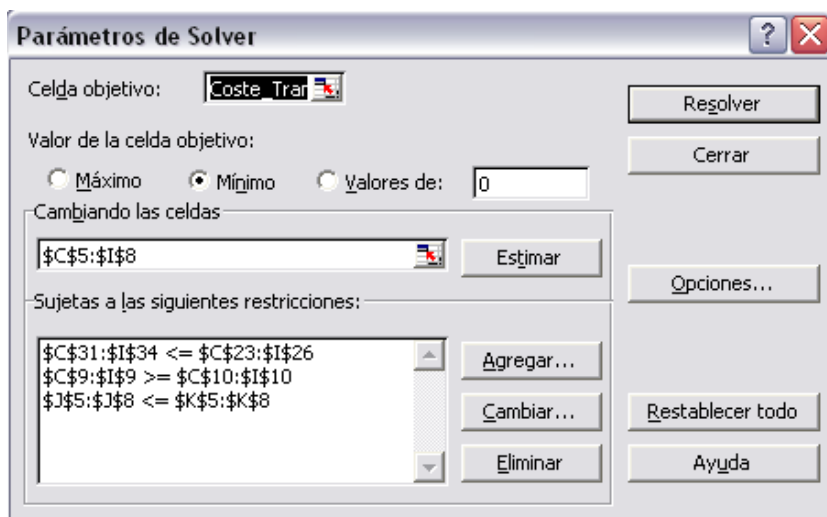 Parámetros de Solver
Celda objetivo: Coste_Tran
Resolver
Valor de la celda objetivo:
Cerrar
Máximo Mínimo Valores de: 0
Cambiando las celdas
$C$5:$I$8 Estimar
Opciones...
Sujetas a las siguientes restricciones:
$C$31:$I$34 <= $C$23:$I$26
$C$9:$I$9 >= $C$10:$I$10
$J$5:$J$8 <= $K$5:$K$8
Agregar...
Cambiar... Restablecer todo
Eliminar Ayuda